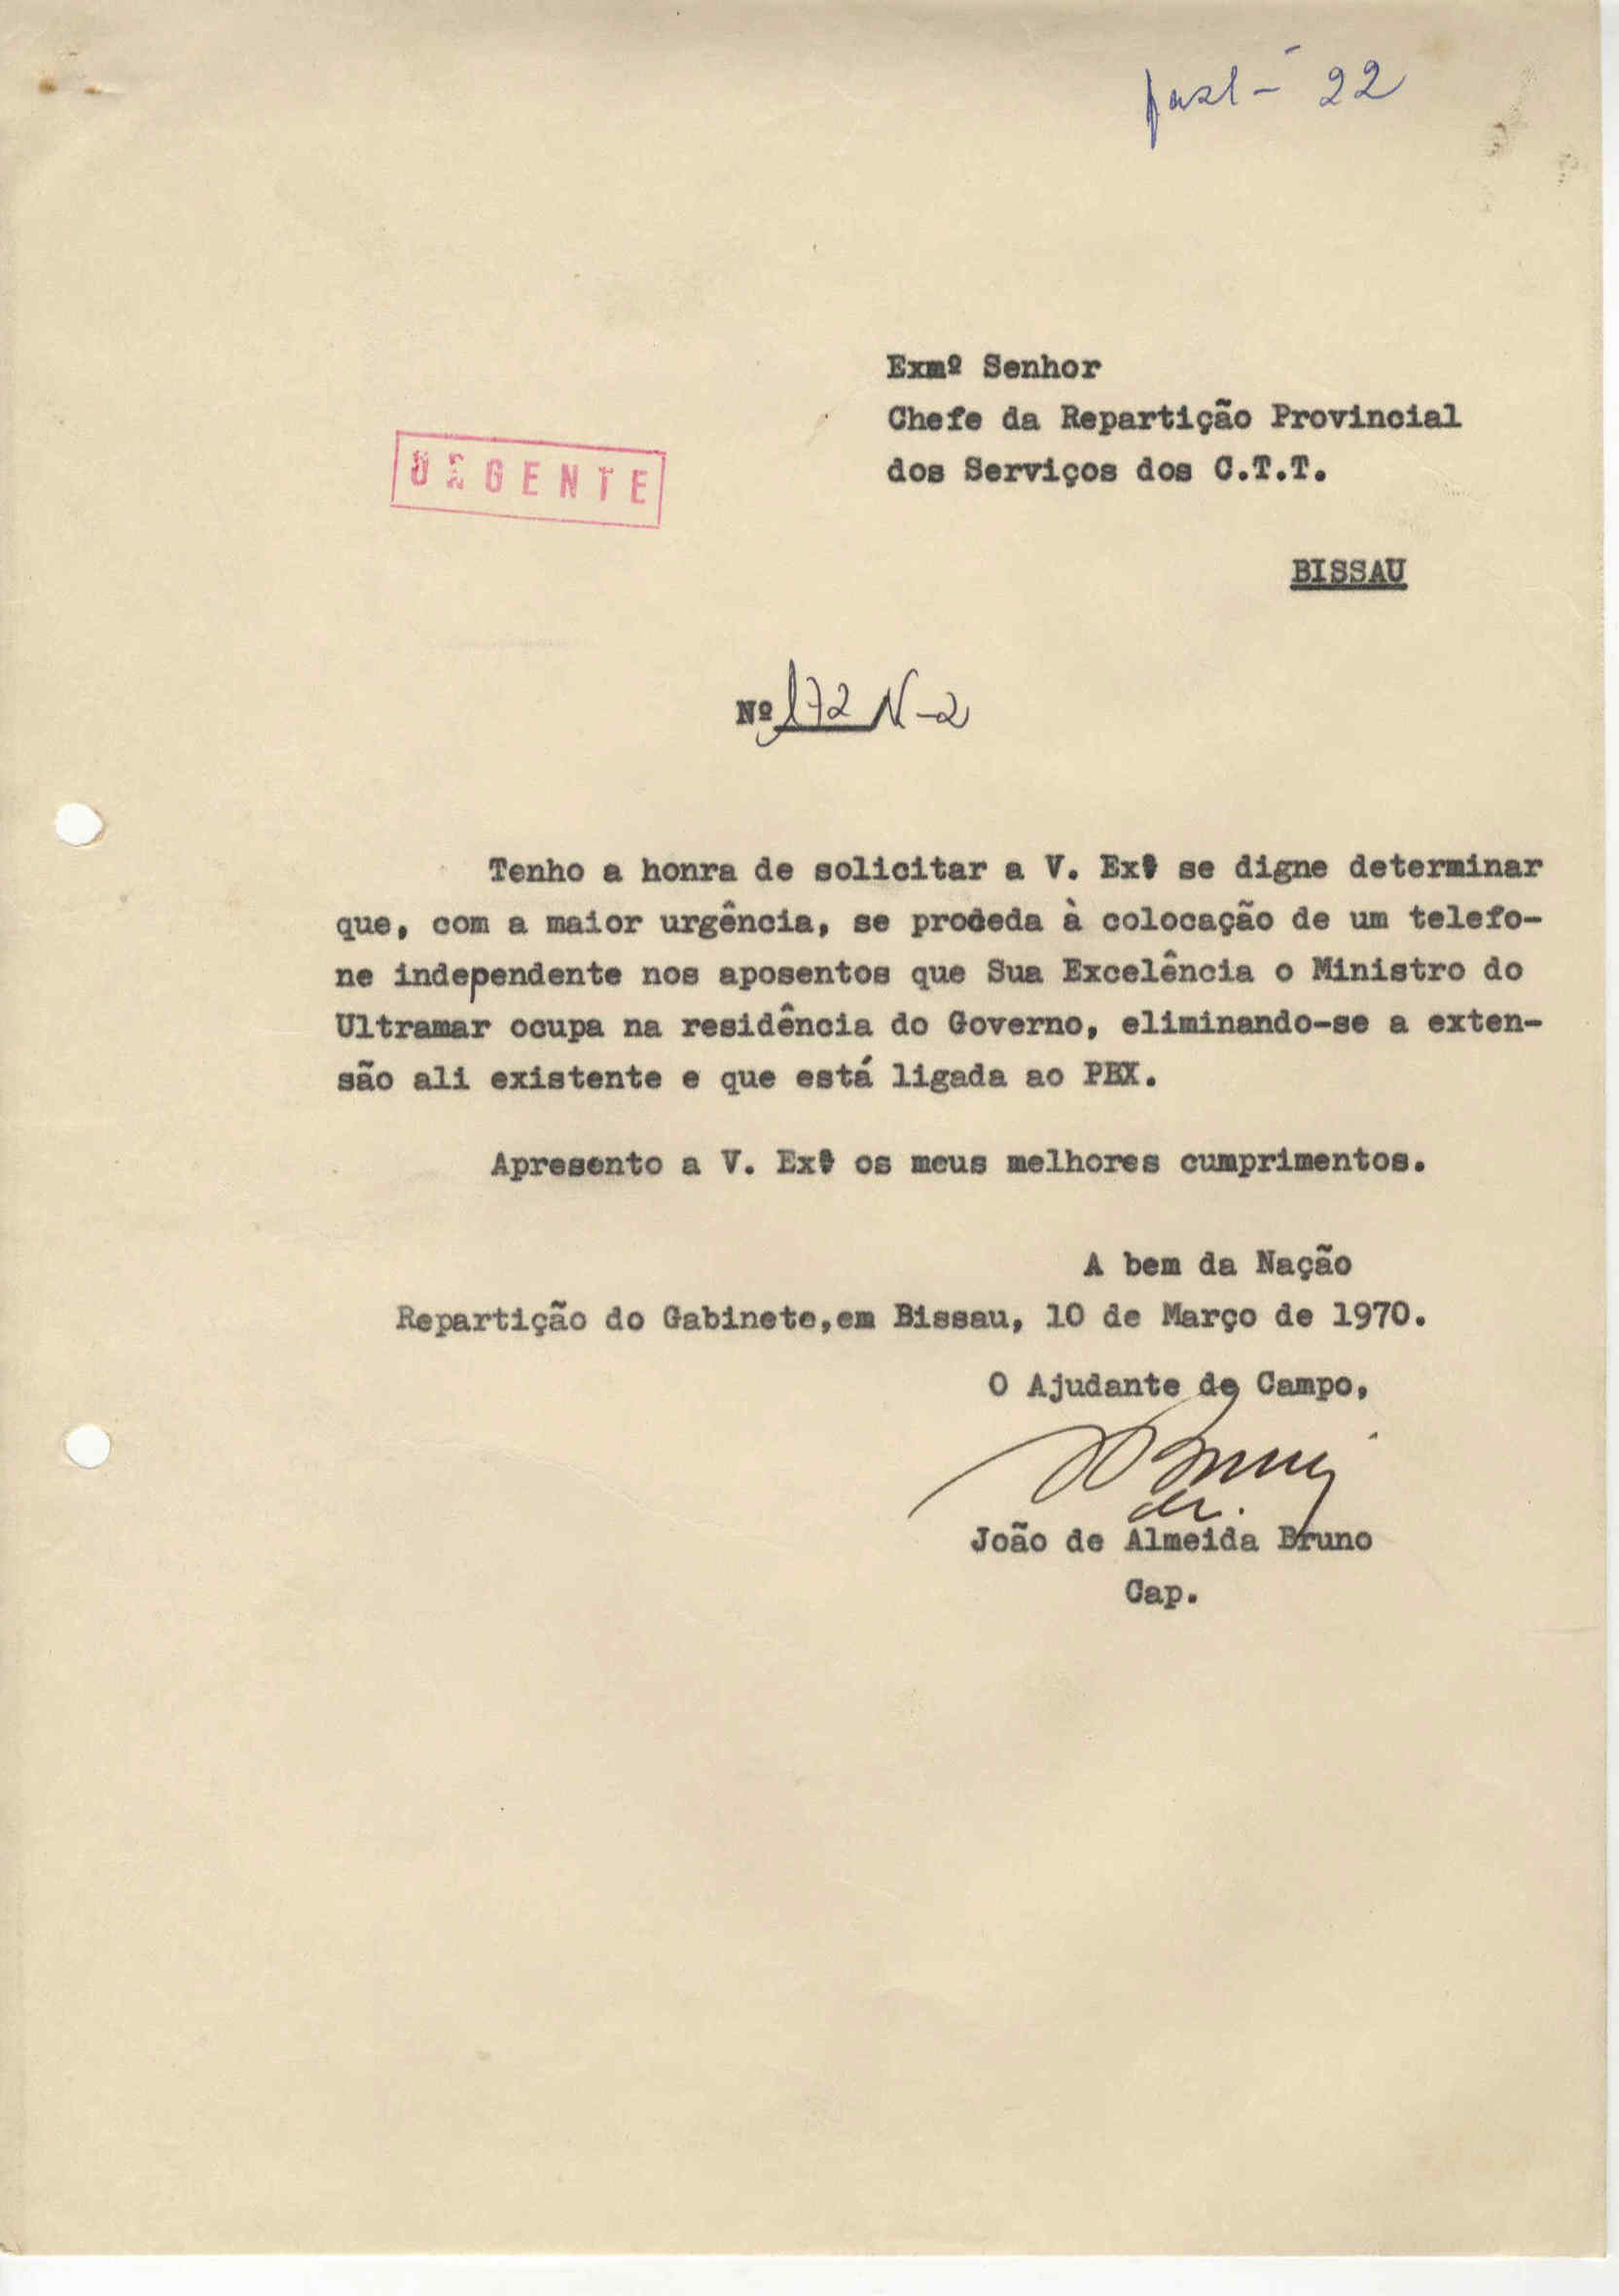 22
Exmº Senhor
Chefe da Repartição Provincial
dos Serviços dos C.T.T.
URGENTE
BISSAU
Nº 172 N-2
Tenho a honra de solicitar a V. Exª se digne determinar
que, com a maior urgência, se proceda à colocação de um telefo-
ne independente nos aposentos que Sua Excelência o Ministro do
Ultramar ocupa na residência do Governo, eliminando-se a exten-
são ali existente e que está ligada ao PBX.
Apresento a V. Exª os meus melhores cumprimentos.
A bem da Nação
Repartição do Gabinete,em Bissau, 10 de Março de 1970.
O Ajudante de Campo,
João de Almeida Bruno
Cap.